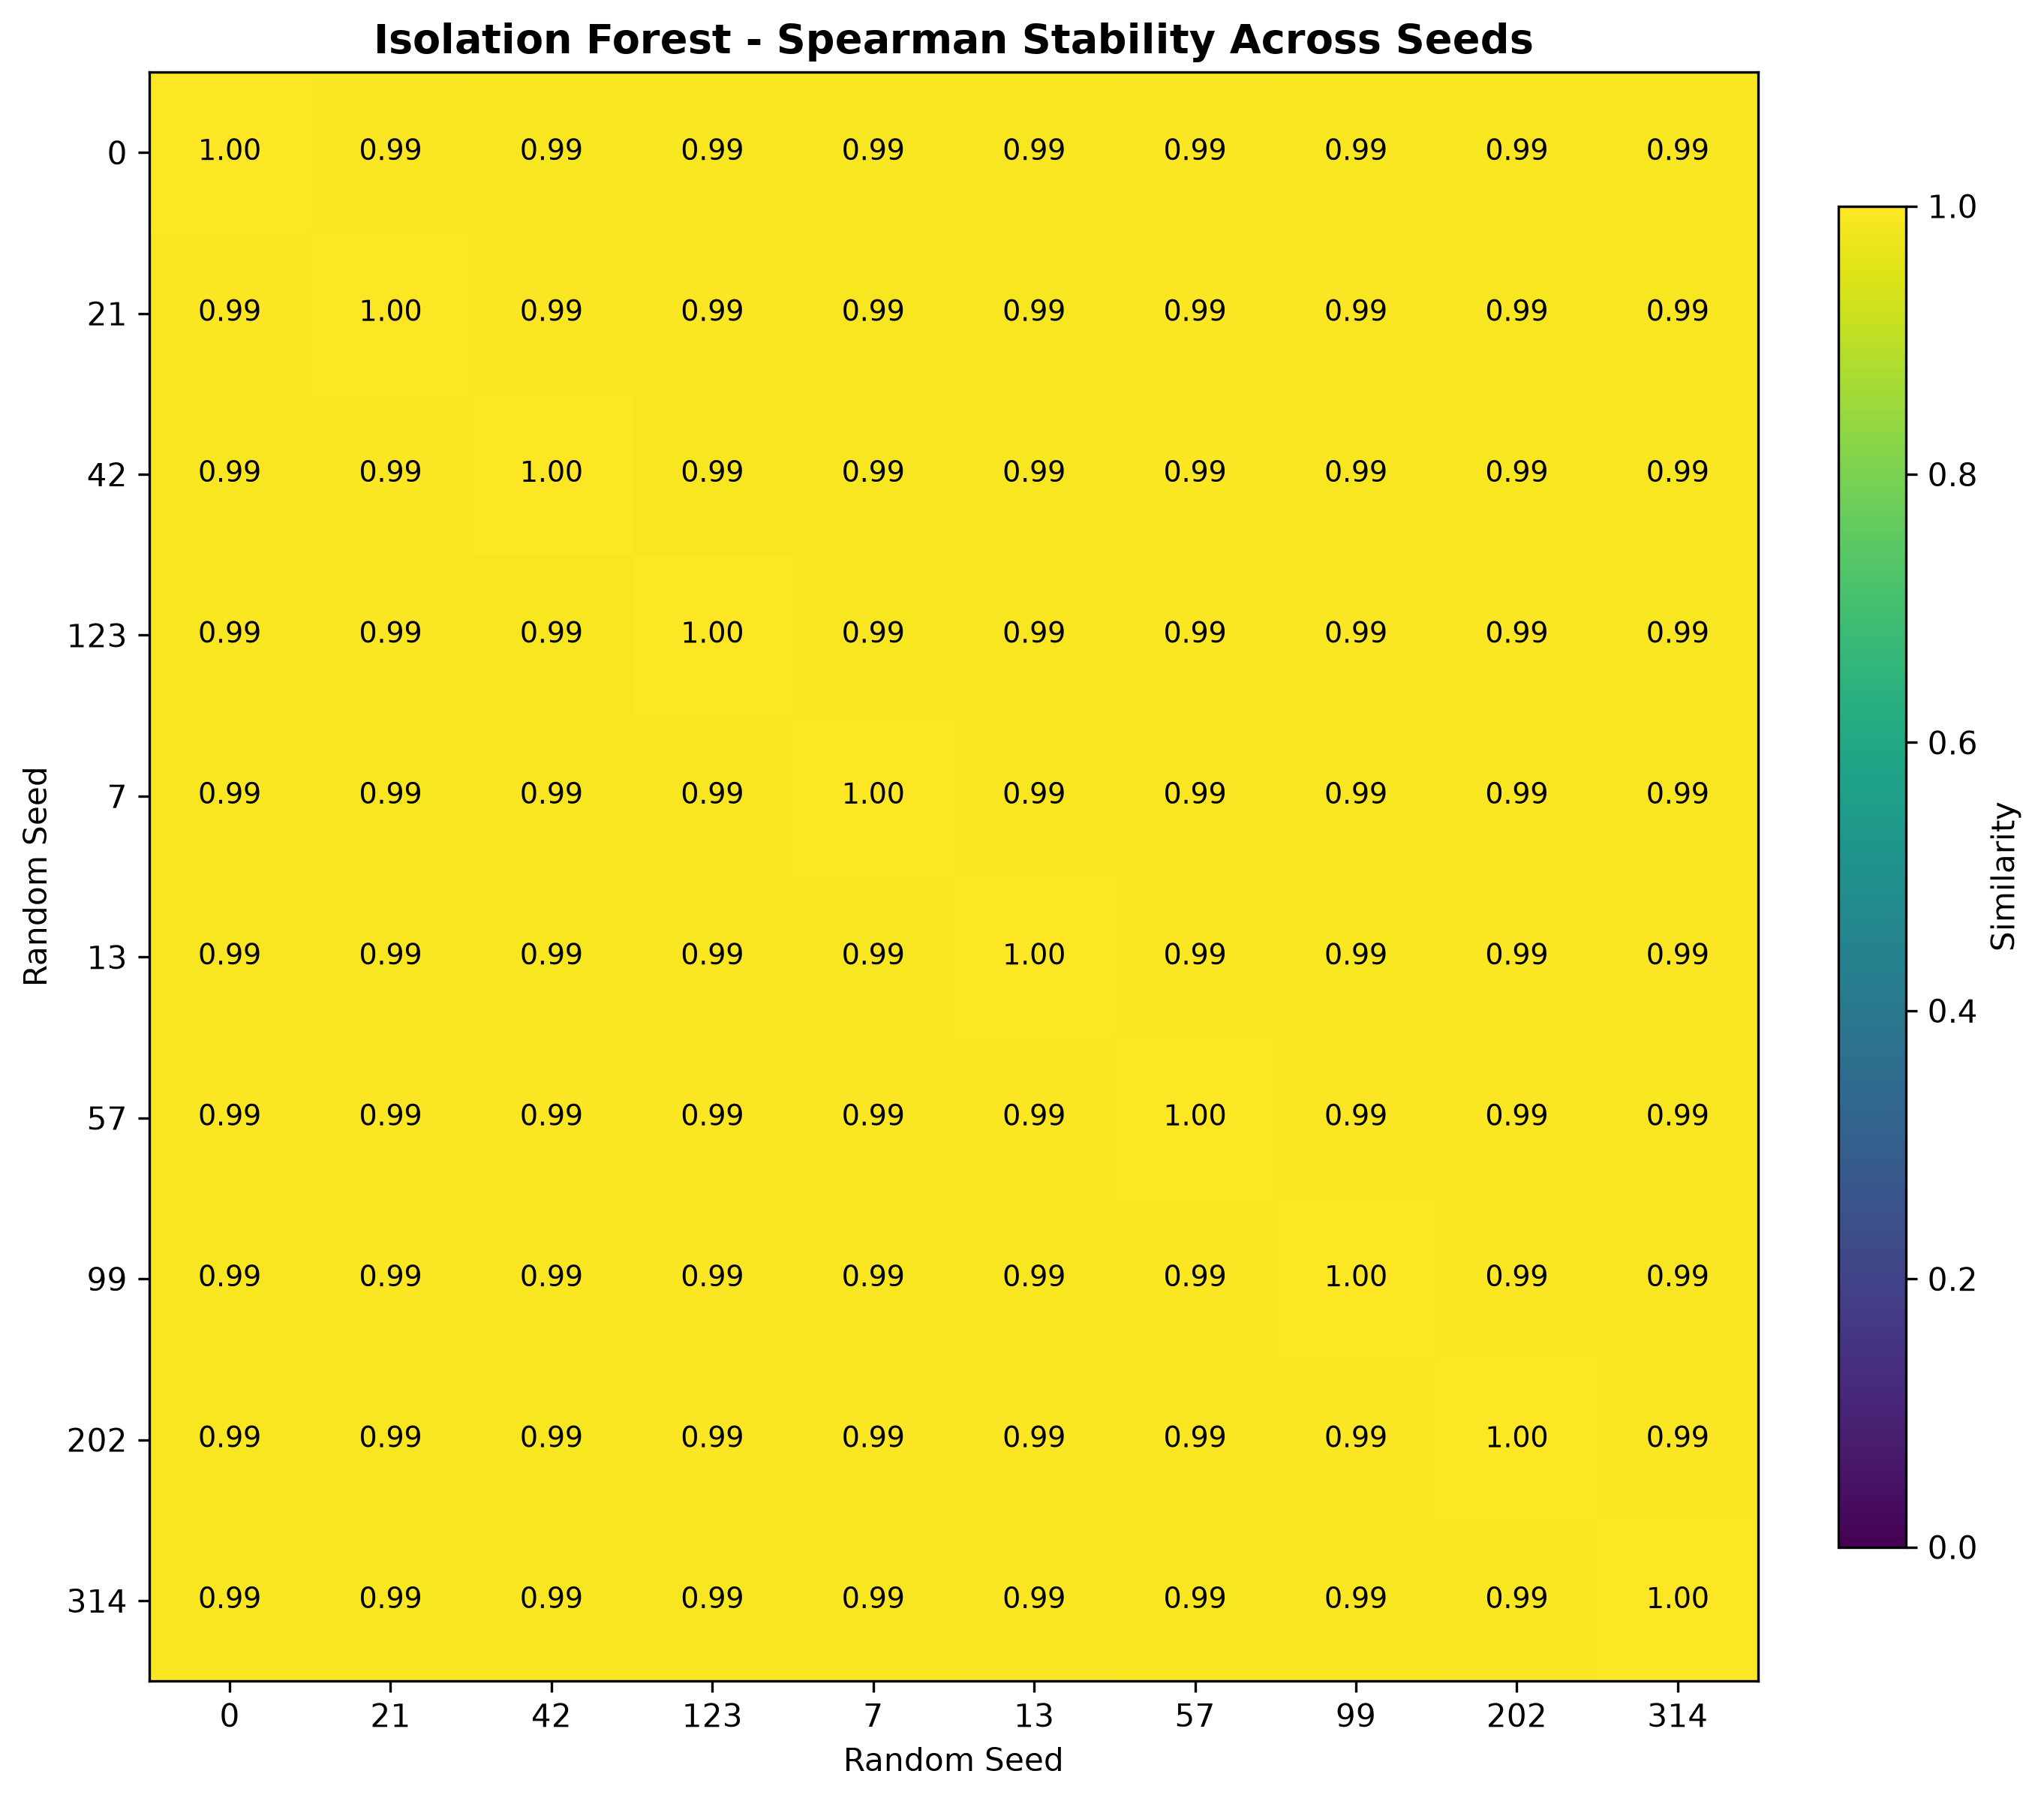 Isolation Forest - Spearman Stability Across Seeds
0 1.00 0.99 0.99 0.99 0.99 0.99 0.99 0.99 0.99 0.99
21 0.99 1.00 0.99 0.99 0.99 0.99 0.99 0.99 0.99 0.99
42 0.99 0.99 1.00 0.99 0.99 0.99 0.99 0.99 0.99 0.99
123 0.99 0.99 0.99 1.00 0.99 0.99 0.99 0.99 0.99 0.99
7 0.99 0.99 0.99 0.99 1.00 0.99 0.99 0.99 0.99 0.99
13 0.99 0.99 0.99 0.99 0.99 1.00 0.99 0.99 0.99 0.99
57 0.99 0.99 0.99 0.99 0.99 0.99 1.00 0.99 0.99 0.99
99 0.99 0.99 0.99 0.99 0.99 0.99 0.99 1.00 0.99 0.99
202 0.99 0.99 0.99 0.99 0.99 0.99 0.99 0.99 1.00 0.99
314 0.99 0.99 0.99 0.99 0.99 0.99 0.99 0.99 0.99 1.00
0 21 42 123 7 13 57 99 202 314
Random Seed
Random Seed
1.0
0.8
0.6
0.4
0.2
0.0
Similarity